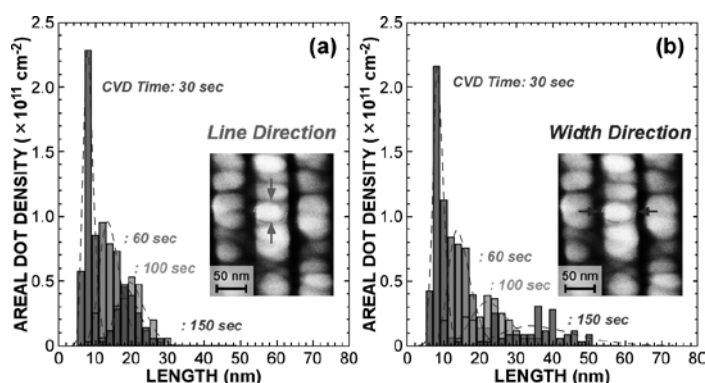 (a)
AREAL DOT DENSITY ( × 10¹¹ cm⁻²)
2.5
2.0
1.5
1.0
0.5
0
CVD Time: 30 sec
Line Direction
: 60 sec
: 100 sec
: 150 sec
50 nm
0 10 20 30 40 50 60 70 80
LENGTH (nm)
(b)
AREAL DOT DENSITY ( × 10¹¹ cm⁻²)
2.5
2.0
1.5
1.0
0.5
0
CVD Time: 30 sec
Width Direction
: 60 sec
: 100 sec
: 150 sec
50 nm
0 10 20 30 40 50 60 70 80
LENGTH (nm)